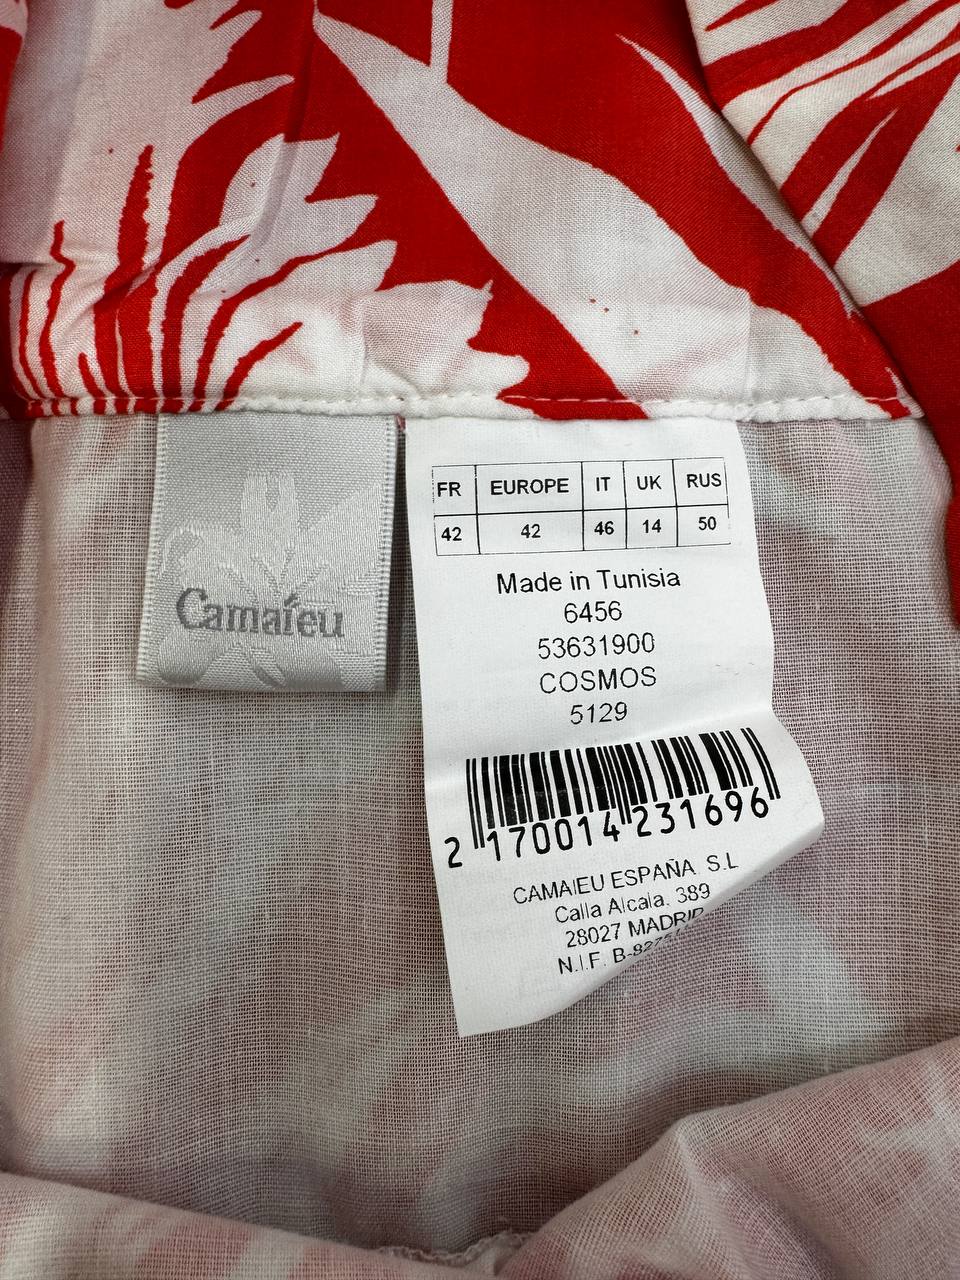 Camaïeu
FR EUROPE IT UK RUS
42 42 46 14 50
Made in Tunisia
6456
53631900
COSMOS
5129
2 170014 231696
CAMAIEU ESPAÑA. S.L
Calla Alcala. 389
28027 MADRID
N.I.F.